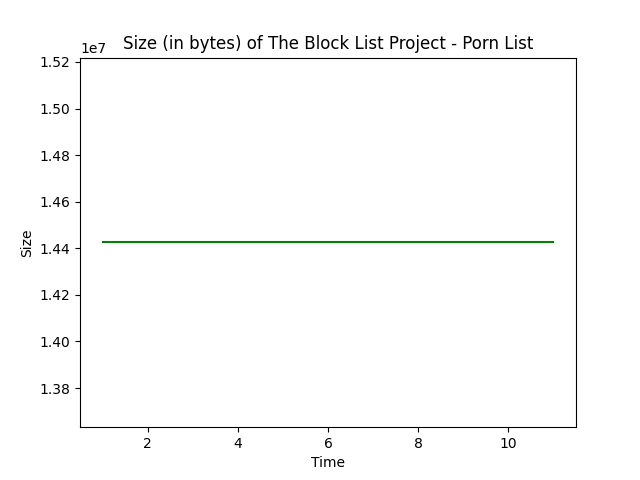 Size (in bytes) of The Block List Project - Porn List
1e7
1.52
1.50
1.48
1.46
1.44
1.42
1.40
1.38
Size
2 4 6 8 10
Time